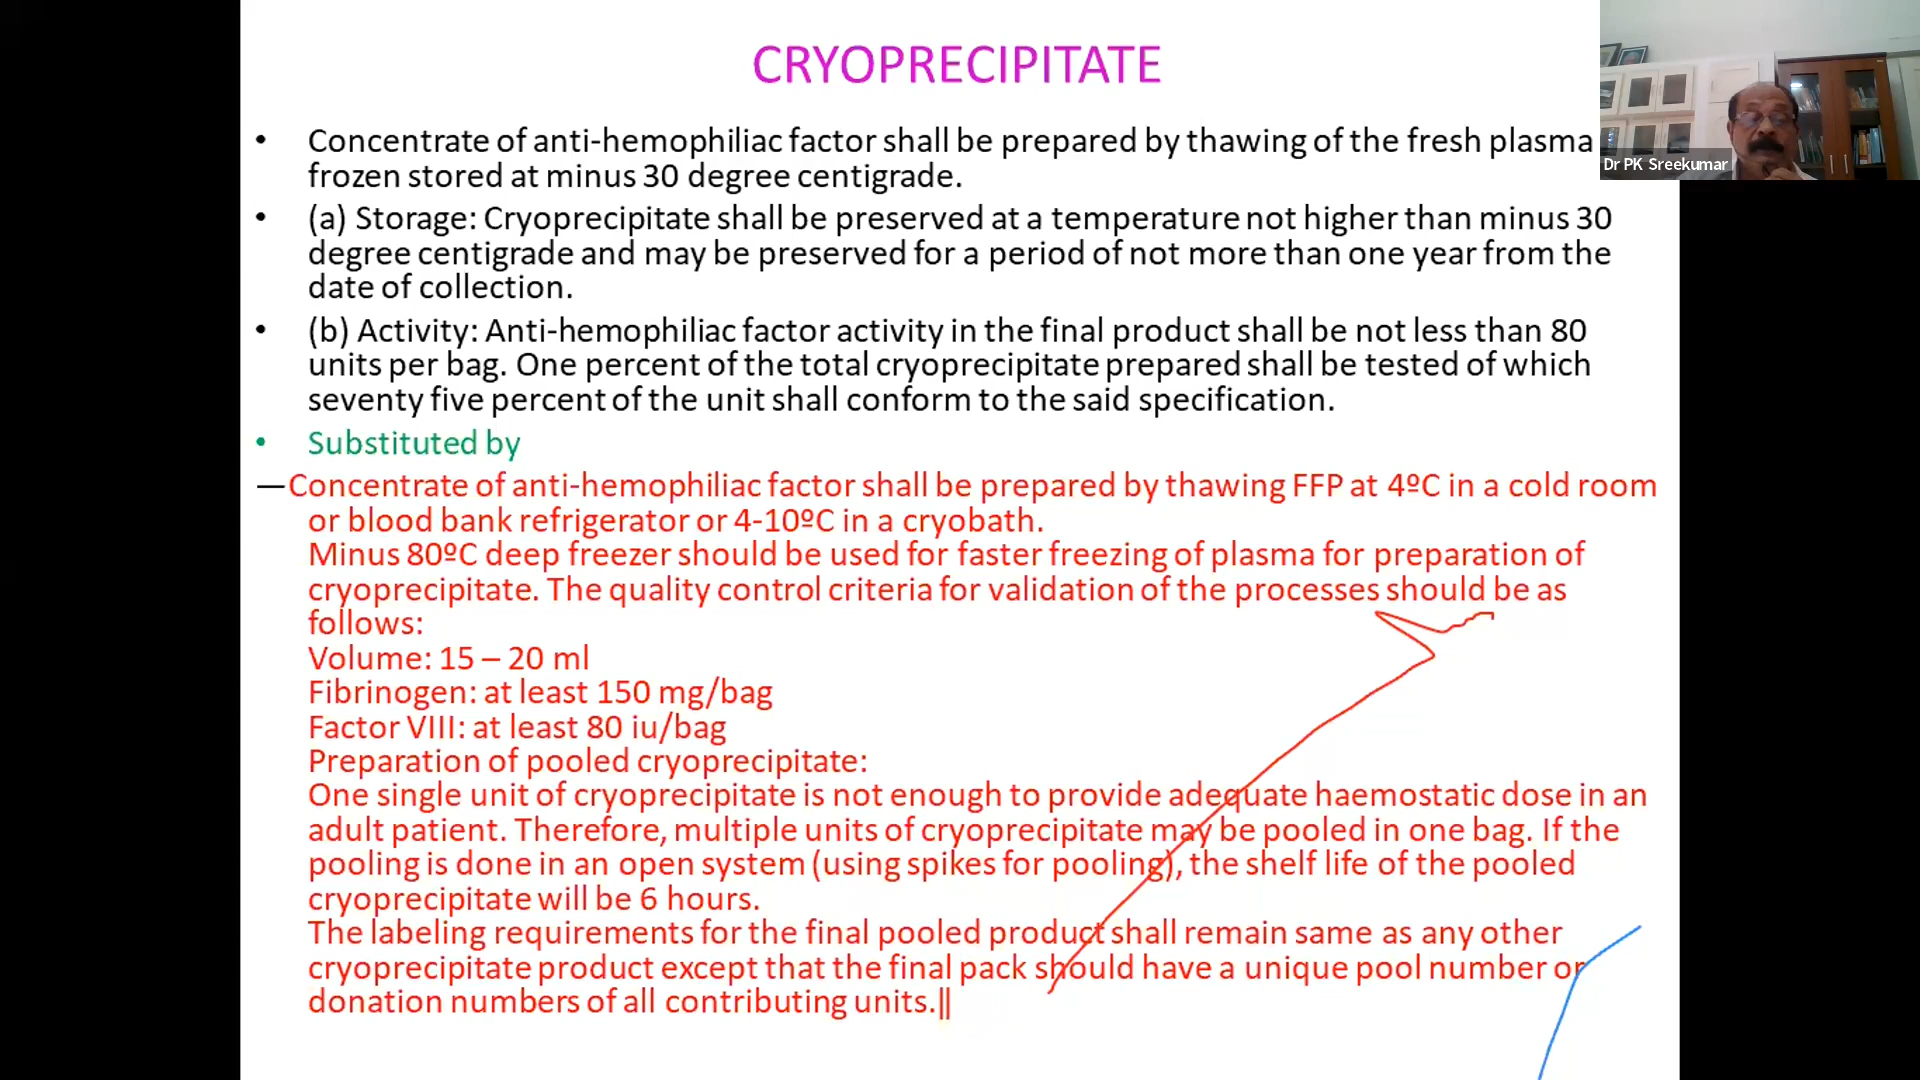 CRYOPRECIPITATE
• Concentrate of anti-hemophiliac factor shall be prepared by thawing of the fresh plasma
frozen stored at minus 30 degree centigrade.
Dr PK Sreekumar
• (a) Storage: Cryoprecipitate shall be preserved at a temperature not higher than minus 30
degree centigrade and may be preserved for a period of not more than one year from the
date of collection.
• (b) Activity: Anti-hemophiliac factor activity in the final product shall be not less than 80
units per bag. One percent of the total cryoprecipitate prepared shall be tested of which
seventy five percent of the unit shall conform to the said specification.
• Substituted by
—Concentrate of anti-hemophiliac factor shall be prepared by thawing FFP at 4ºC in a cold room
or blood bank refrigerator or 4-10ºC in a cryobath.
Minus 80ºC deep freezer should be used for faster freezing of plasma for preparation of
cryoprecipitate. The quality control criteria for validation of the processes should be as
follows:
Volume: 15 – 20 ml
Fibrinogen: at least 150 mg/bag
Factor VIII: at least 80 iu/bag
Preparation of pooled cryoprecipitate:
One single unit of cryoprecipitate is not enough to provide adequate haemostatic dose in an
adult patient. Therefore, multiple units of cryoprecipitate may be pooled in one bag. If the
pooling is done in an open system (using spikes for pooling), the shelf life of the pooled
cryoprecipitate will be 6 hours.
The labeling requirements for the final pooled product shall remain same as any other
cryoprecipitate product except that the final pack should have a unique pool number or
donation numbers of all contributing units.‖